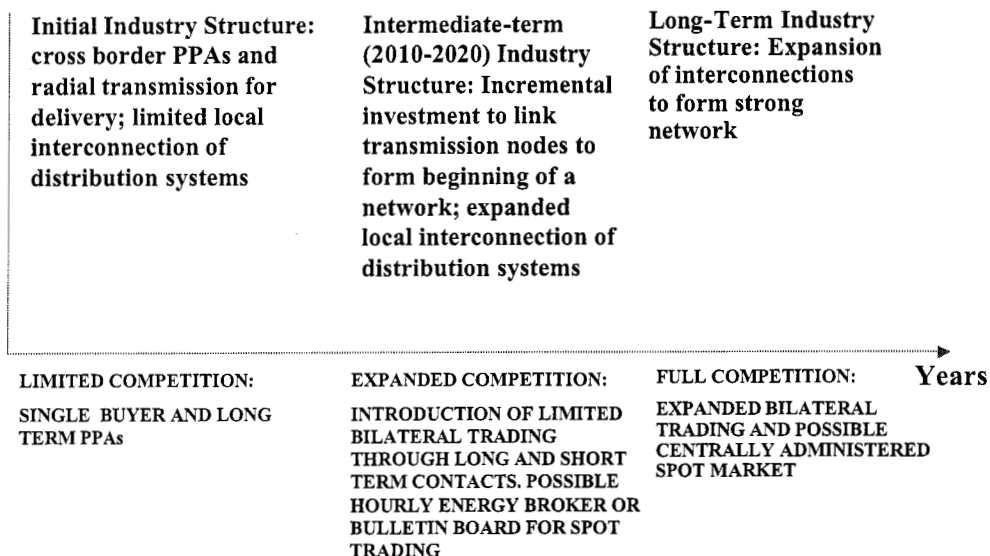 Initial Industry Structure:
cross border PPAs and
radial transmission for
delivery; limited local
interconnection of
distribution systems
Intermediate-term
(2010-2020) Industry
Structure: Incremental
investment to link
transmission nodes to
form beginning of a
network; expanded
local interconnection of
distribution systems
Long-Term Industry
Structure: Expansion
of interconnections
to form strong
network
Years
LIMITED COMPETITION:
SINGLE BUYER AND LONG
TERM PPAs
EXPANDED COMPETITION:
INTRODUCTION OF LIMITED
BILATERAL TRADING
THROUGH LONG AND SHORT
TERM CONTACTS. POSSIBLE
HOURLY ENERGY BROKER OR
BULLETIN BOARD FOR SPOT
TRADING
FULL COMPETITION:
EXPANDED BILATERAL
TRADING AND POSSIBLE
CENTRALLY ADMINISTERED
SPOT MARKET